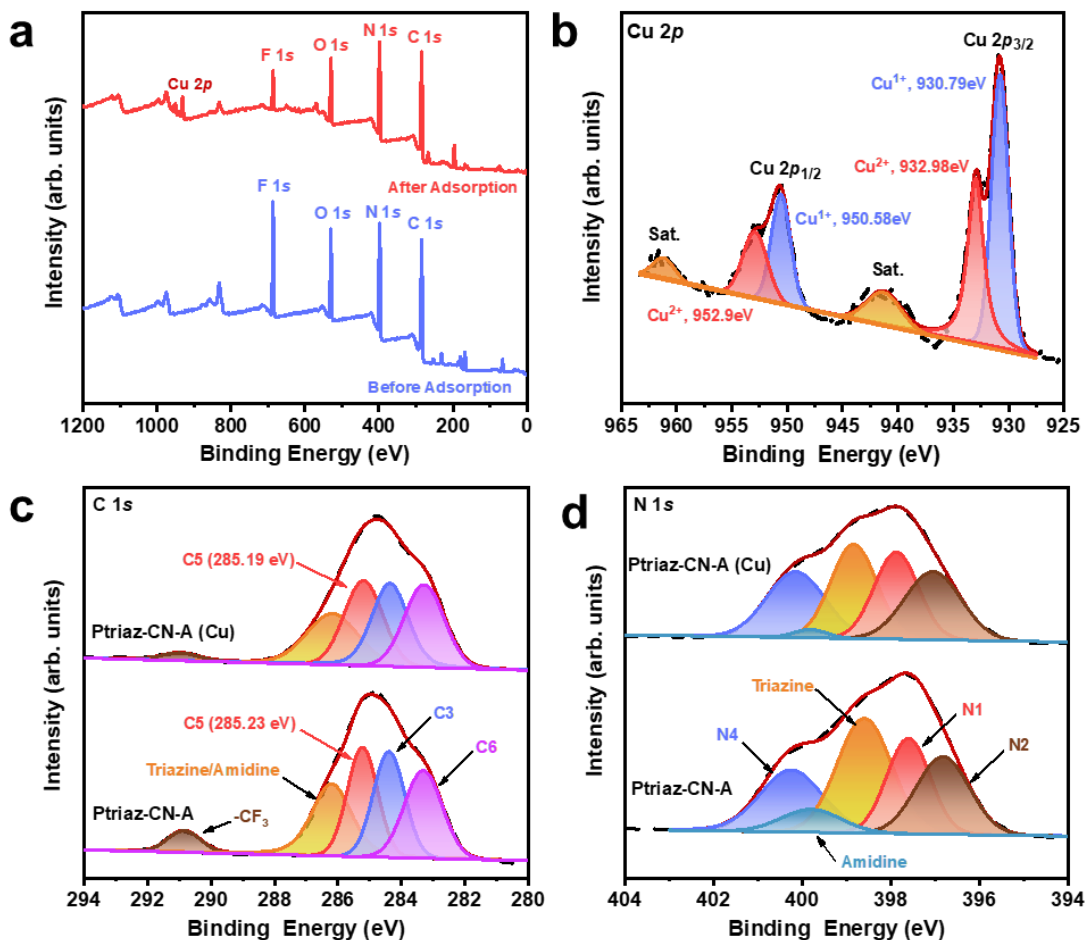 a
F 1s
O 1s
N 1s
C 1s
Cu 2p
After Adsorption
F 1s
O 1s
N 1s
C 1s
Before Adsorption
Intensity (arb. units)
1200
1000
800
600
400
200
0
Binding Energy (eV)
b
Cu 2p
Cu 2p3/2
Cu1+, 930.79eV
Cu2+, 932.98eV
Cu 2p1/2
Cu1+, 950.58eV
Sat.
Sat.
Cu2+, 952.9eV
Intensity (arb. units)
965 960 955 950 945 940 935 930 925
Binding Energy (eV)
c
C 1s
C5 (285.19 eV)
Ptriaz-CN-A (Cu)
C5 (285.23 eV)
C3
C6
Triazine/Amidine
Ptriaz-CN-A
-CF3
Intensity (arb. units)
294 292 290 288 286 284 282 280
Binding Energy (eV)
d
N 1s
Ptriaz-CN-A (Cu)
Triazine
N4
N1
N2
Ptriaz-CN-A
Amidine
Intensity (arb. units)
404 402 400 398 396 394
Binding Energy (eV)